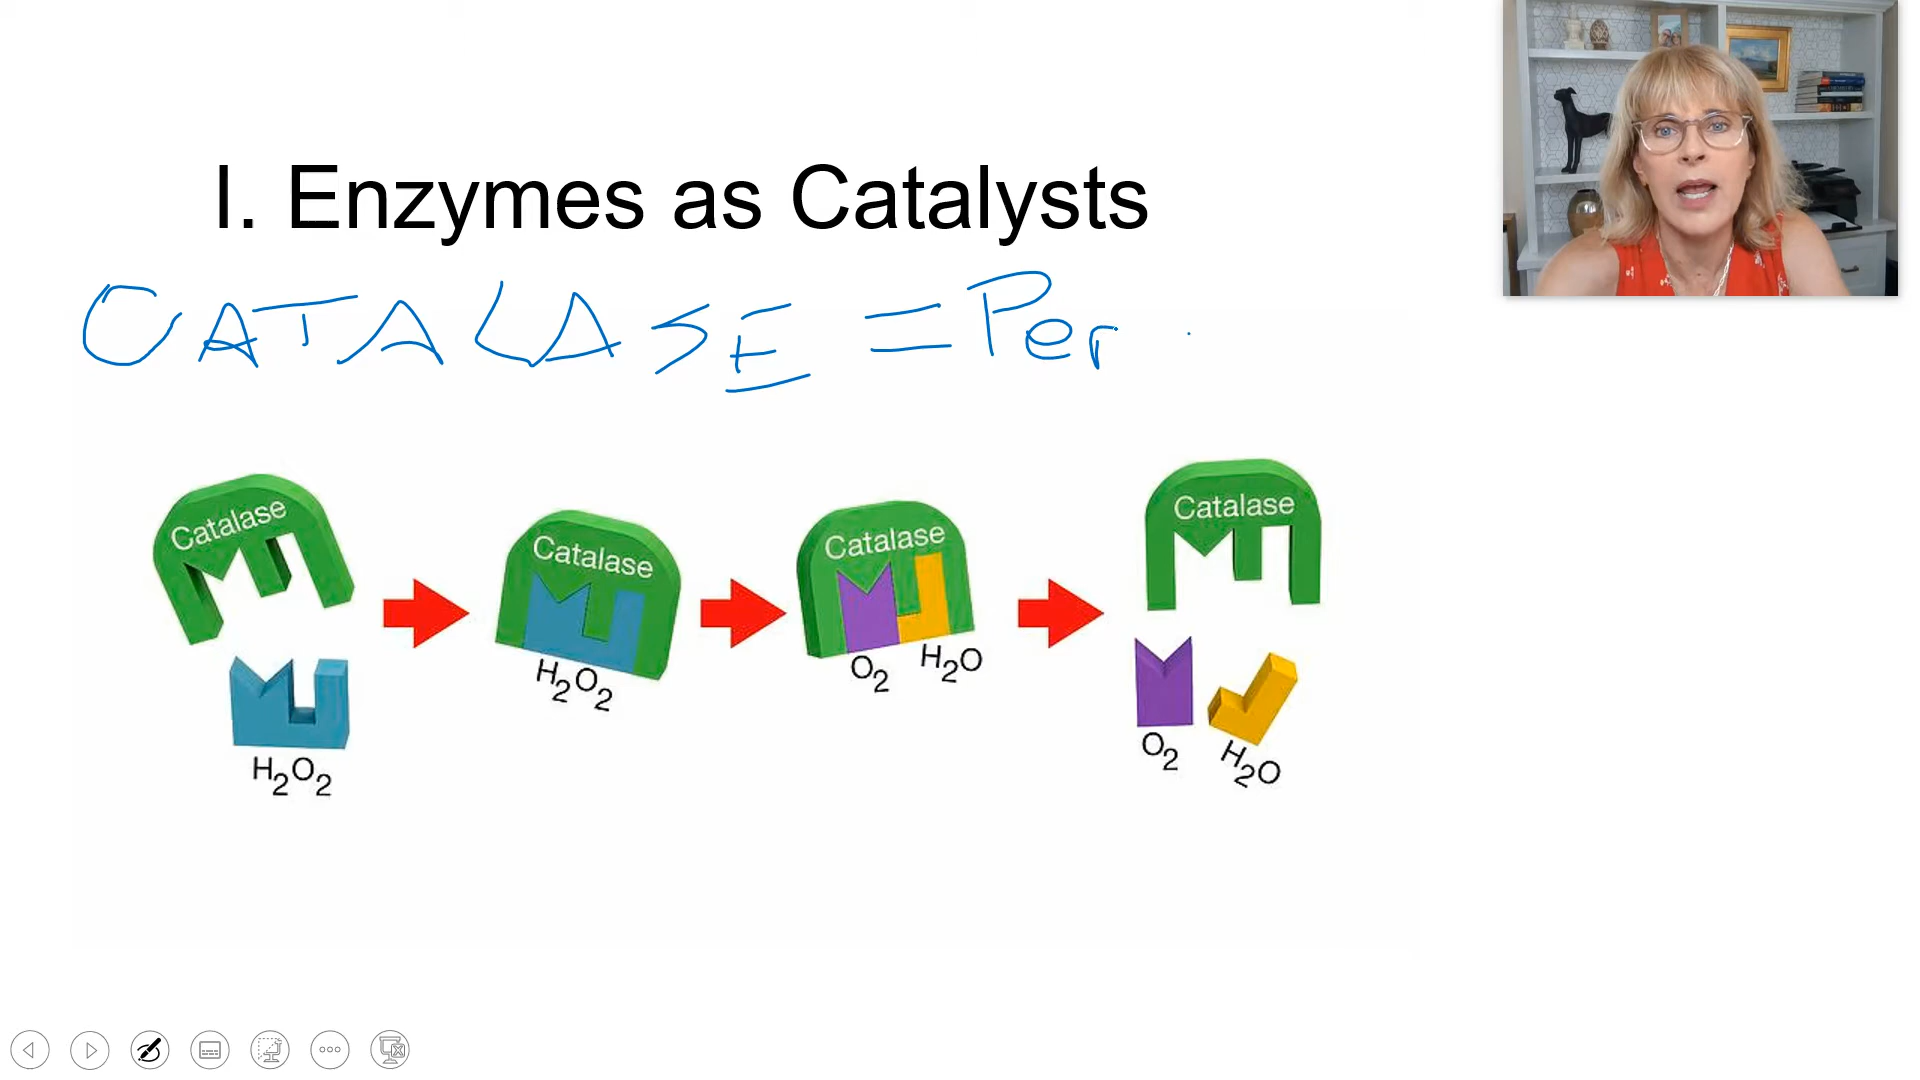 I. Enzymes as Catalysts
CATALASE = Per
Catalase
Catalase
Catalase
Catalase
H₂O₂
H₂O₂
O₂
H₂O
O₂
H₂O